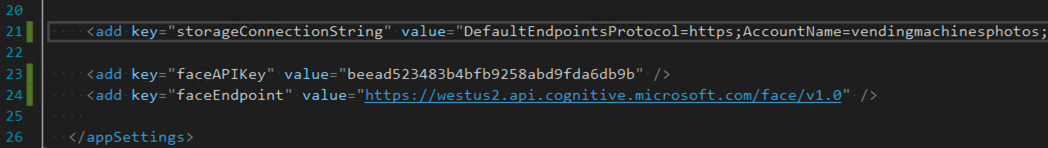 20
21 <add key="storageConnectionString" value="DefaultEndpointsProtocol=https;AccountName=vendingmachinesphotos;
22
23 <add key="faceAPIKey" value="beead523483b4bfb9258abd9fda6db9b" />
24 <add key="faceEndpoint" value="https://westus2.api.cognitive.microsoft.com/face/v1.0" />
25
26 </appSettings>